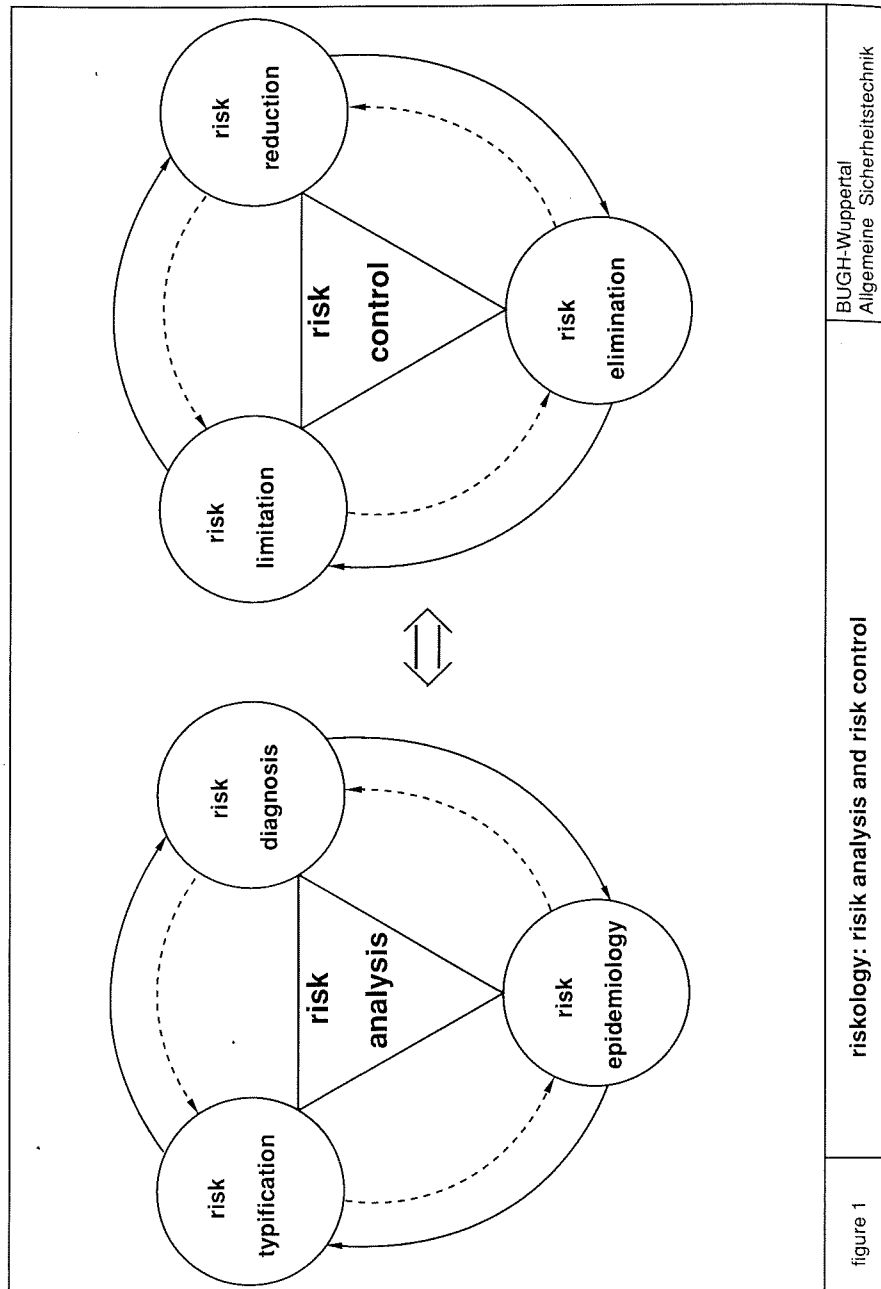 risk
typification
risk
diagnosis
risk
analysis
risk
epidemiology
risk
limitation
risk
reduction
risk
control
risk
elimination
figure 1
riskology: risik analysis and risk control
BUGH-Wuppertal
Allgemeine Sicherheitstechnik